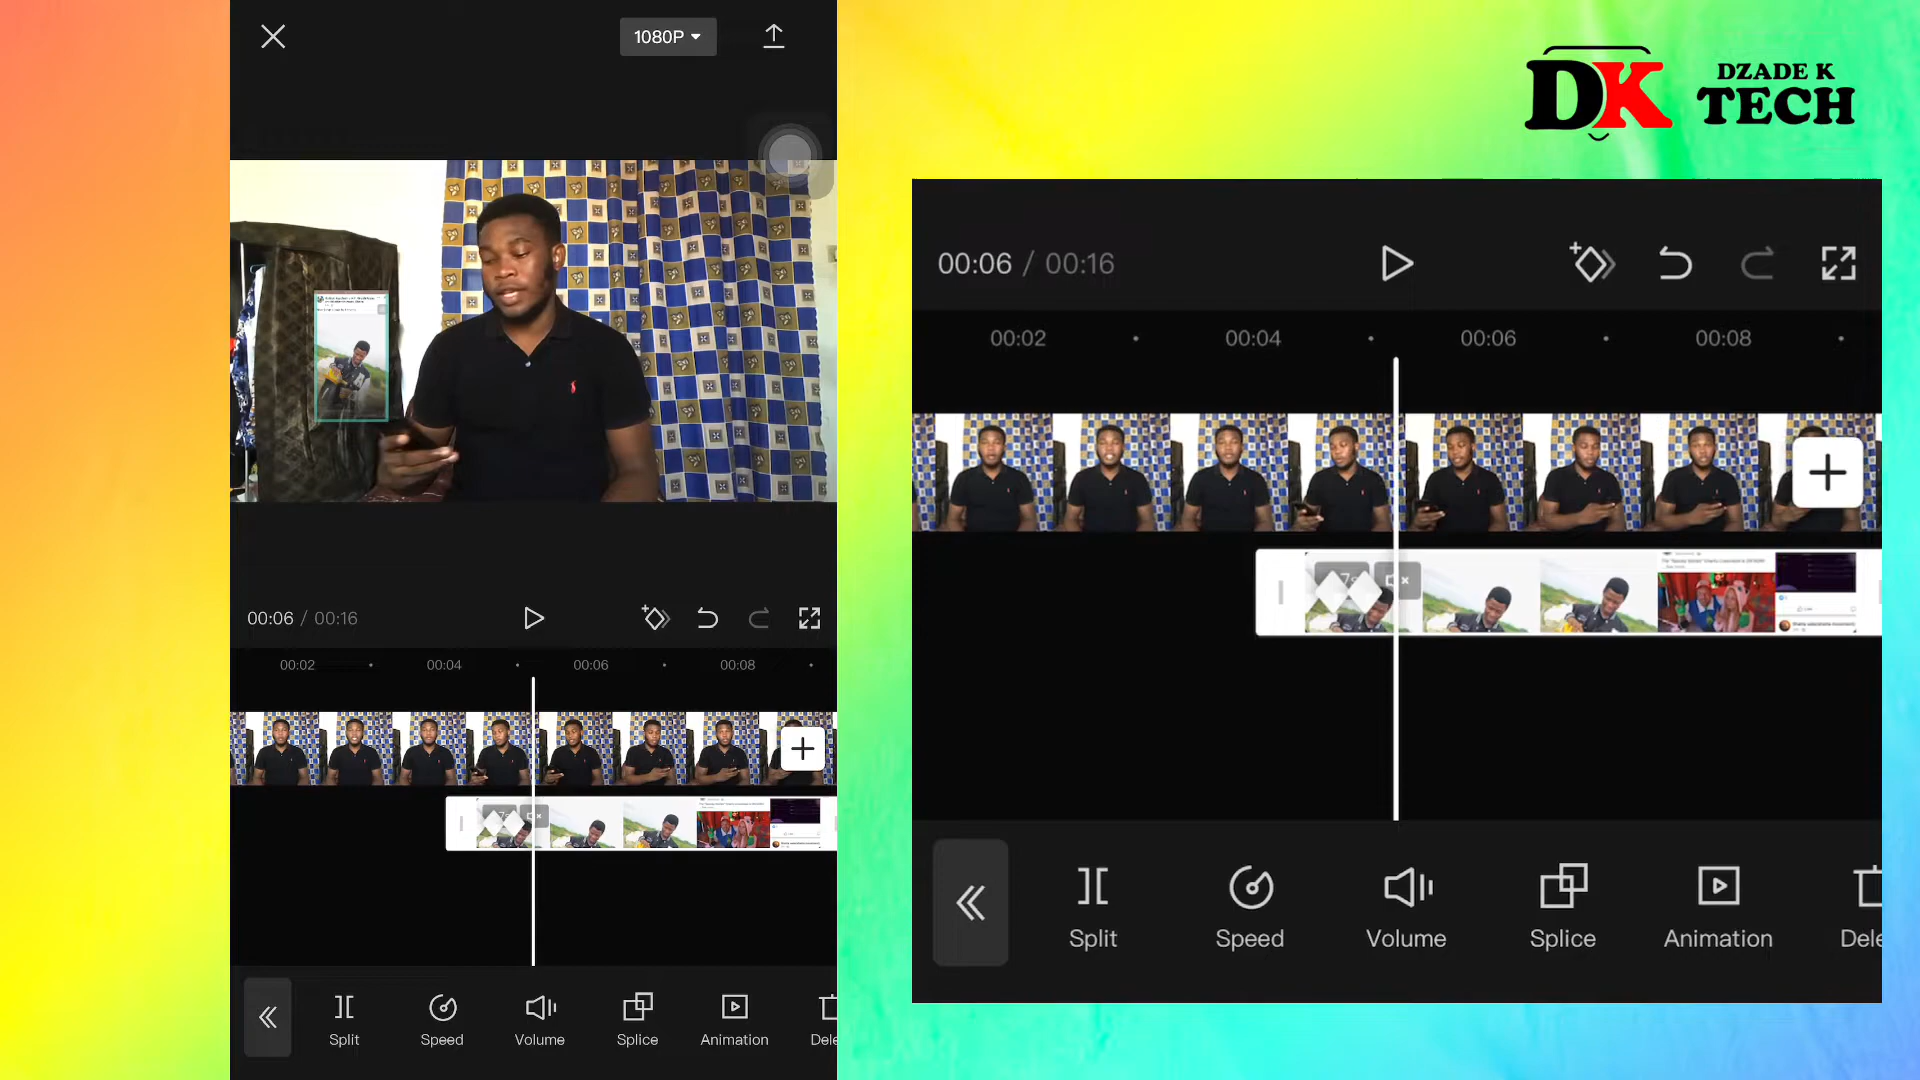 1080P
DK
DZADE K
TECH
00:06 / 00:16
00:02
00:04
00:06
00:08
Split
Speed
Volume
Splice
Animation
Dele
00:06 / 00:16
00:02
00:04
00:06
00:08
Split
Speed
Volume
Splice
Animation
Dele